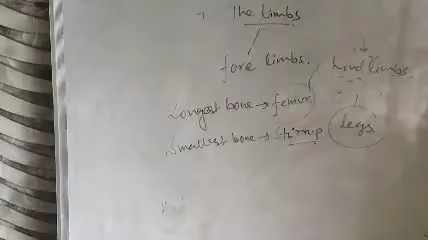 The limbs
fore limbs.
hind limbs
Longest bone → femur
Smallest bone → Stirrup
legs